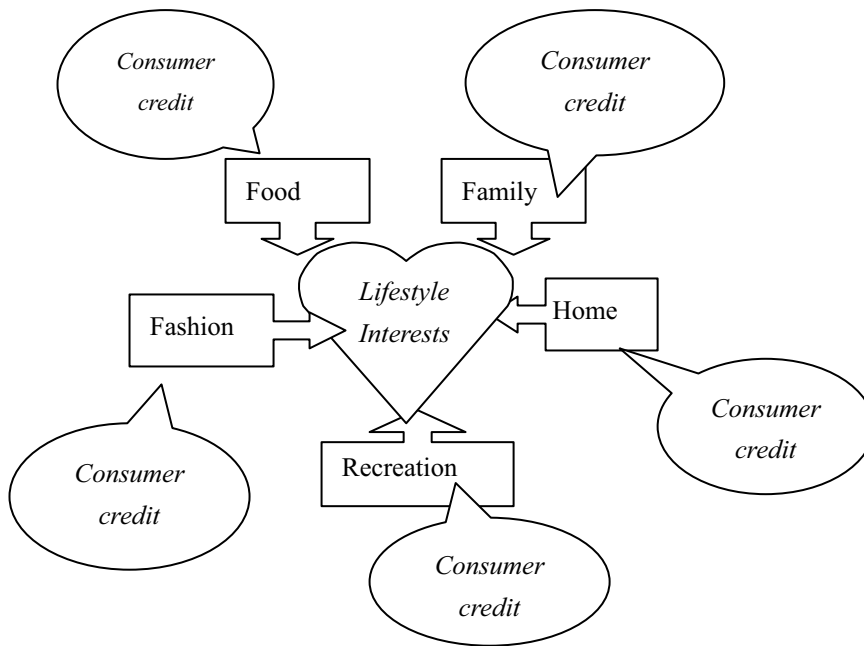 Consumer
credit
Consumer
credit
Food
Family
Lifestyle
Interests
Fashion
Home
Consumer
credit
Recreation
Consumer
credit
Consumer
credit